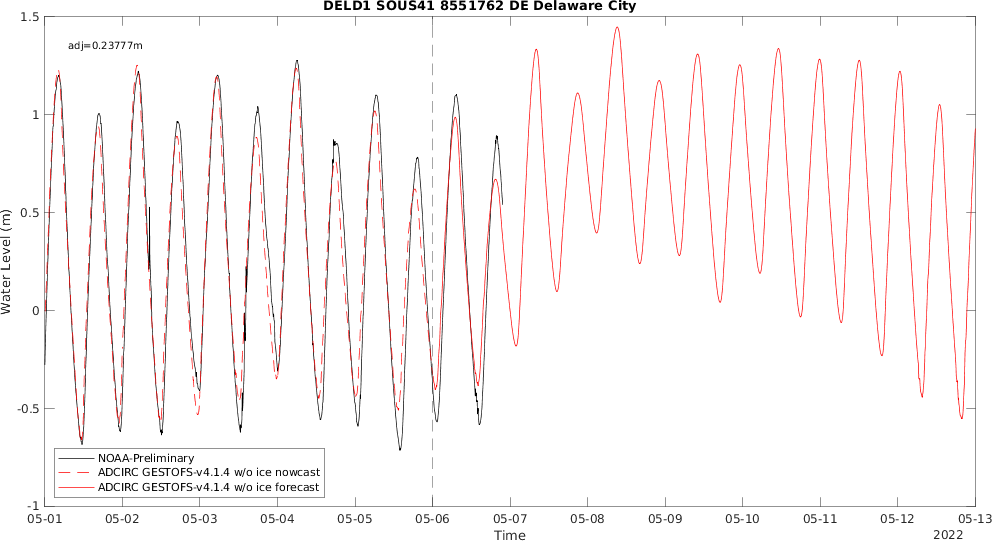 DELD1 SOUS41 8551762 DE Delaware City
adj=0.23777m
1.5
1
0.5
0
-0.5
-1
Water Level (m)
NOAA-Preliminary
ADCIRC GESTOFS-v4.1.4 w/o ice nowcast
ADCIRC GESTOFS-v4.1.4 w/o ice forecast
05-01 05-02 05-03 05-04 05-05 05-06 05-07 05-08 05-09 05-10 05-11 05-12 05-13
Time
2022